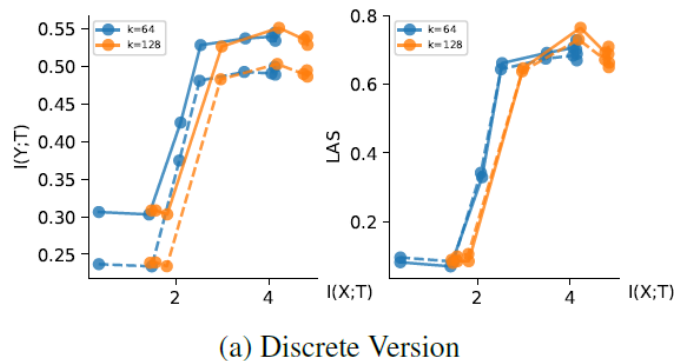 0.55
0.50
0.45
0.40
0.35
0.30
0.25
I(Y;T)
k=64
k=128
2
4
I(X;T)
0.8
0.6
0.4
0.2
LAS
k=64
k=128
2
4
I(X;T)
(a) Discrete Version